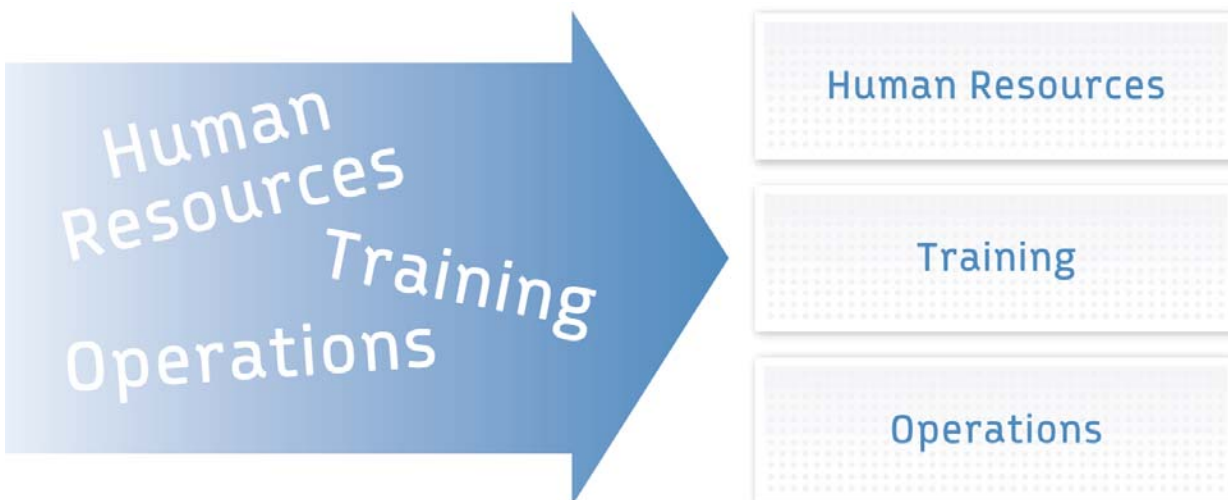 Human
Resources
Training
Operations
Human Resources
Training
Operations